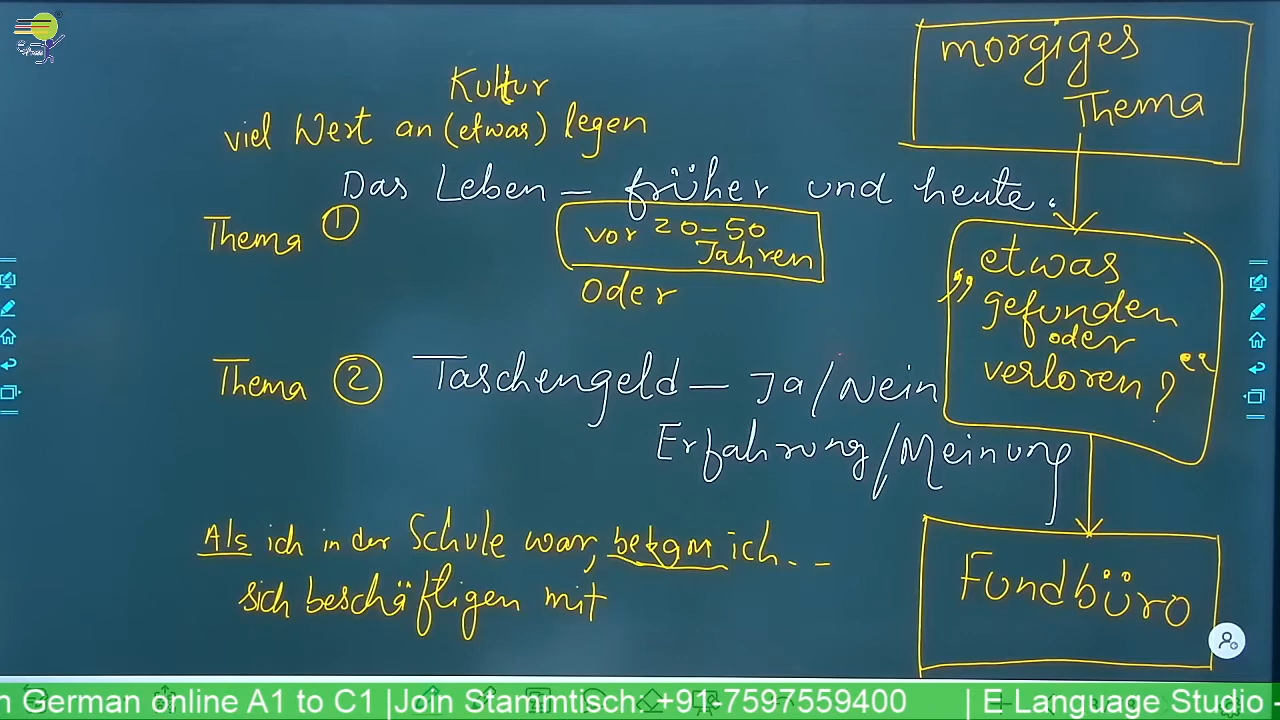 Kultur
viel Wert an (etwas) legen
Das Leben – früher und heute.
Thema ①
vor 20–50
Jahren
oder
Thema ② Taschengeld – Ja/Nein
Erfahrung/Meinung
Als ich in der Schule war, bekam ich...
sich beschäftigen mit
morgiges
Thema
„etwas
gefunden
oder
verloren?“
Fundbüro
n German online A1 to C1 |Join Stammtisch: +91-7597559400 | E Language Studio